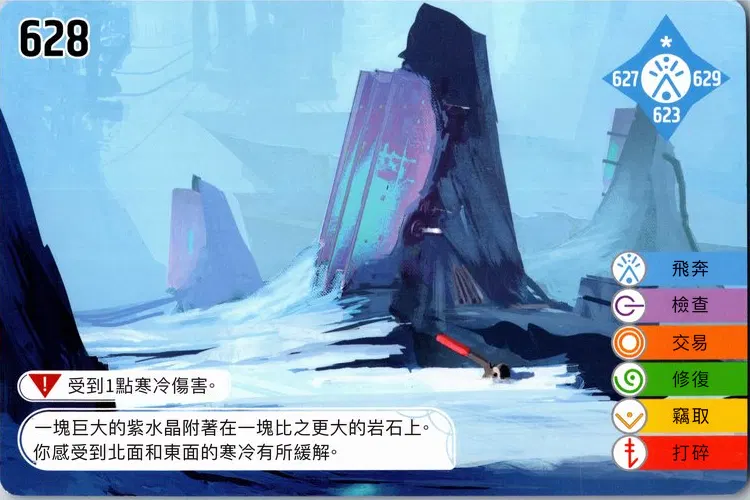 628
*
627 629
623
飛奔
檢查
交易
修復
竊取
打碎
! 受到1點寒冷傷害。
一塊巨大的紫水晶附著在一塊比之更大的岩石上。
你感受到北面和東面的寒冷有所緩解。